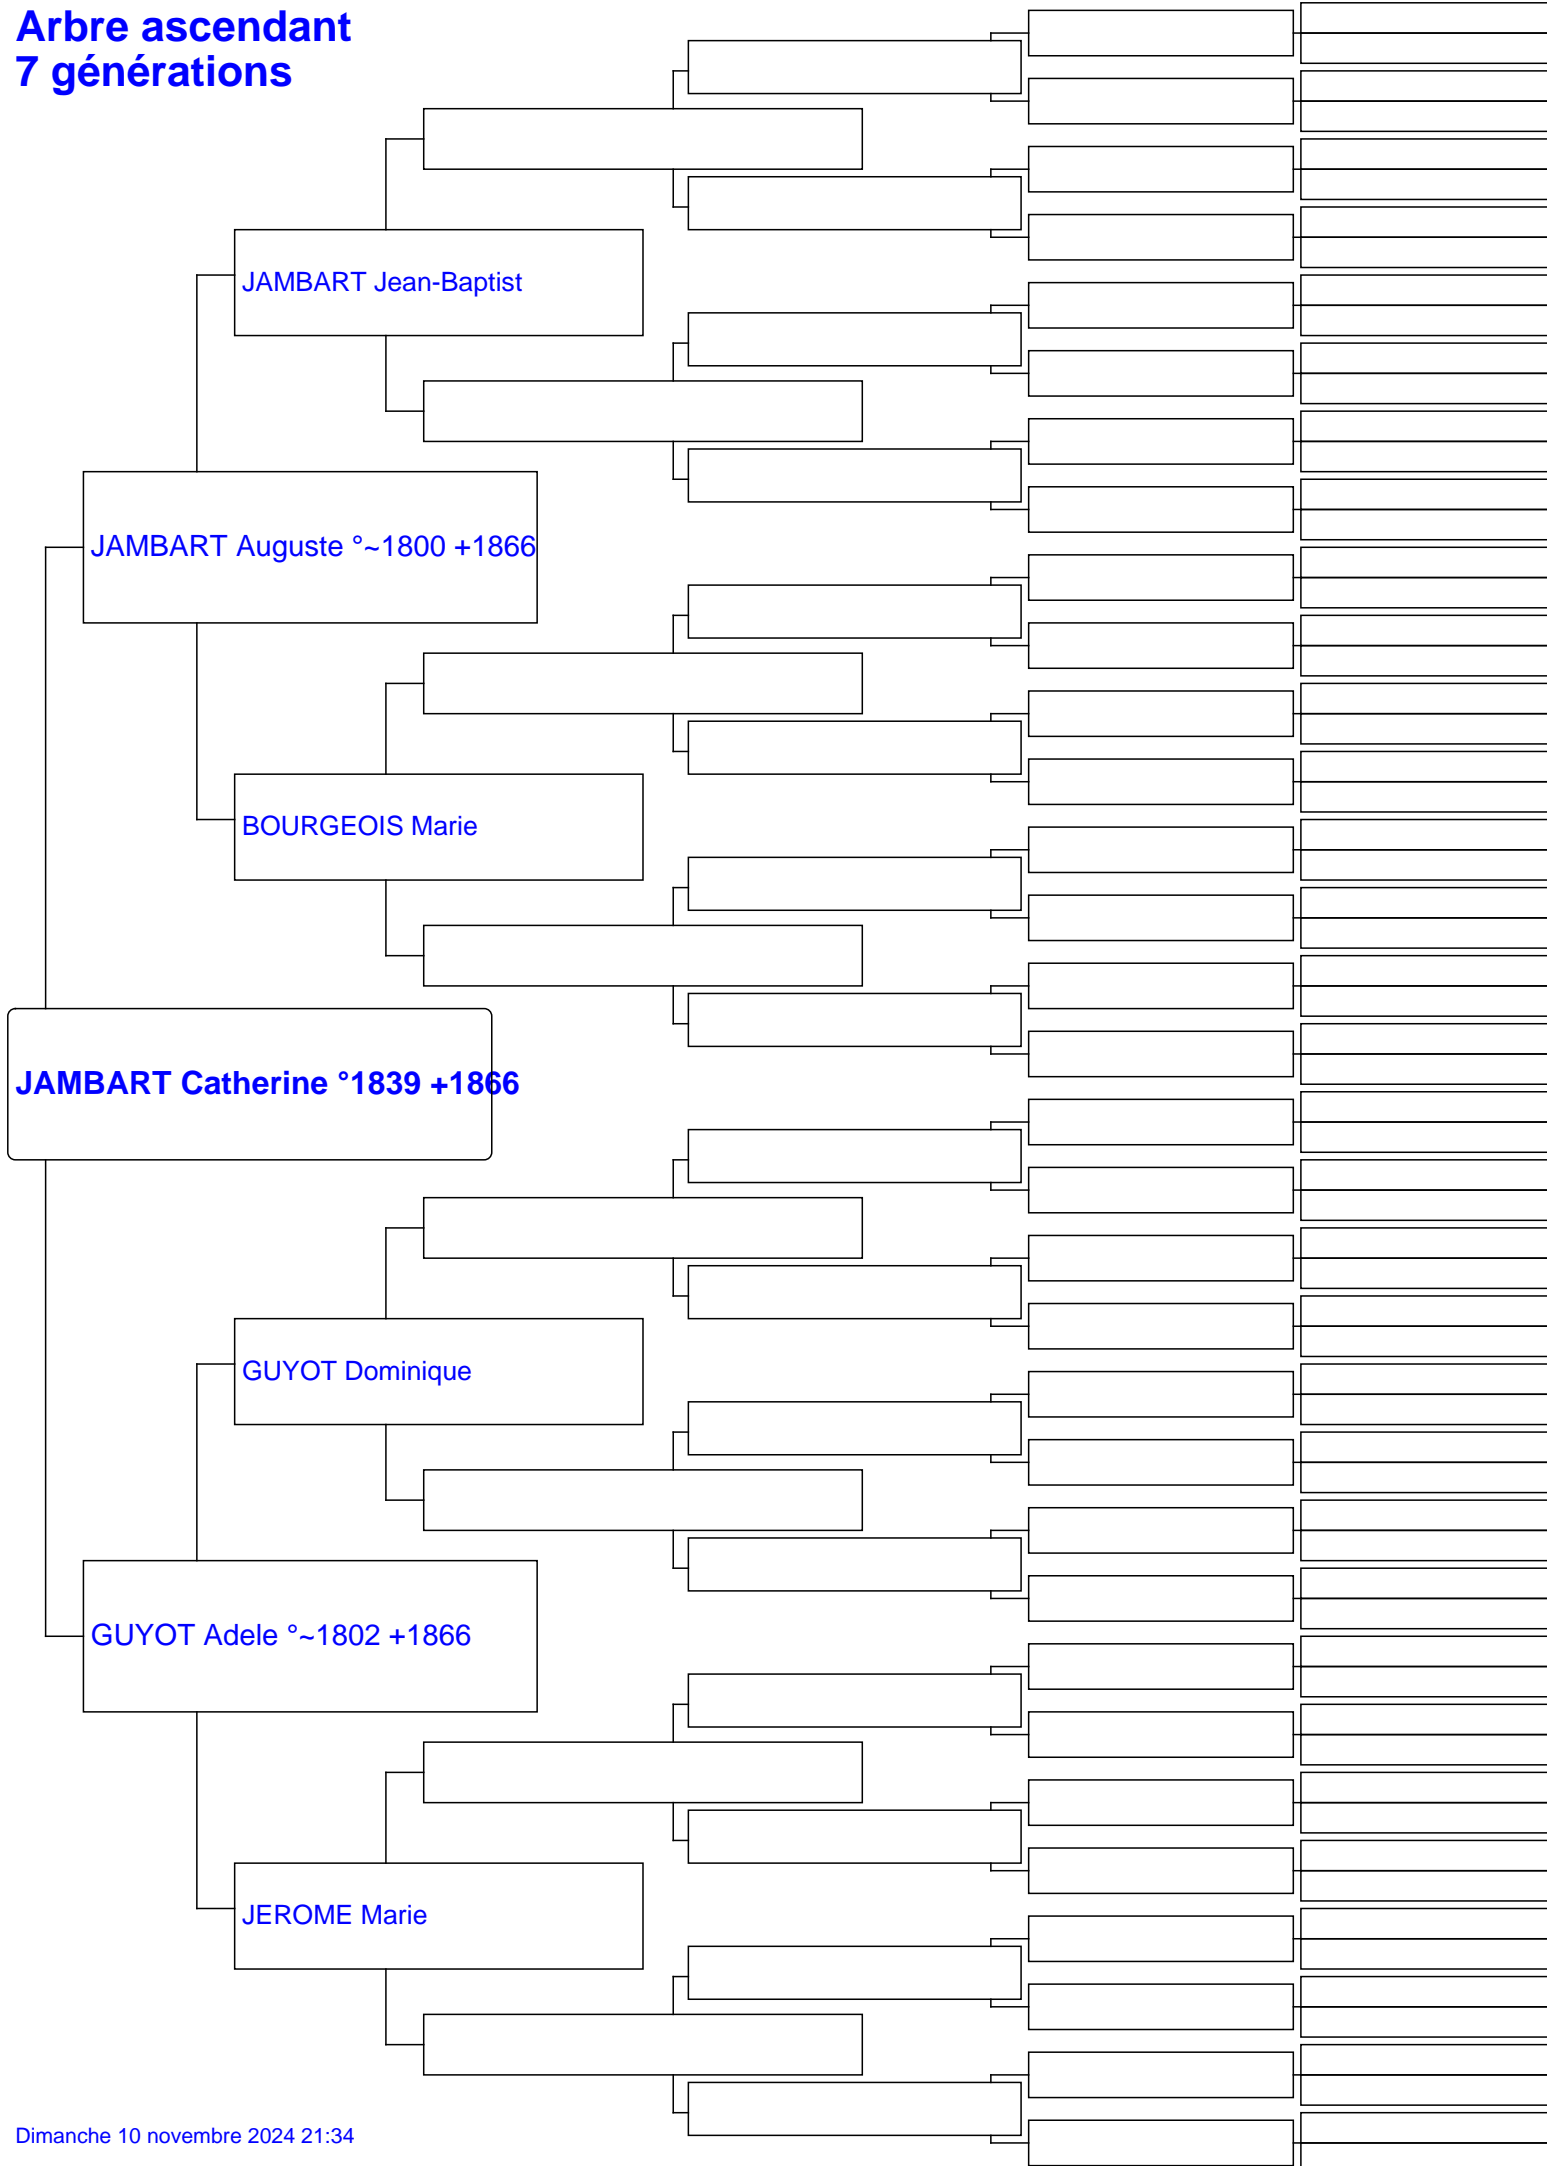 Arbre ascendant
7 générations
JAMBART Jean-Baptist
JAMBART Auguste °~1800 +1866
BOURGEOIS Marie
JAMBART Catherine °1839 +1866
GUYOT Dominique
GUYOT Adele °~1802 +1866
JEROME Marie
Dimanche 10 novembre 2024 21:34